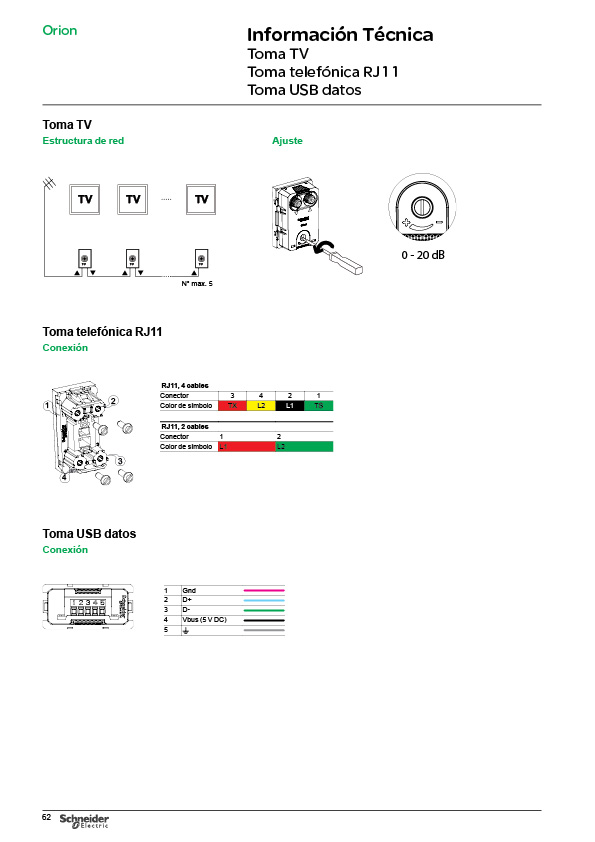 Orion
Información Técnica
Toma TV
Toma telefónica RJ11
Toma USB datos
Toma TV
Estructura de red
Ajuste
TV TV ..... TV
TV TV TV
N° max. 5
0 - 20 dB
Toma telefónica RJ11
Conexión
1 2 3 4
RJ11, 4 cables
Conector 3 4 2 1
Color de símbolo TX L2 L1 TS
RJ11, 2 cables
Conector 1 2
Color de símbolo L1 L2
Toma USB datos
Conexión
1 2 3 4 5
1 Gnd
2 D+
3 D-
4 Vbus (5 V DC)
5
62 Schneider
Electric